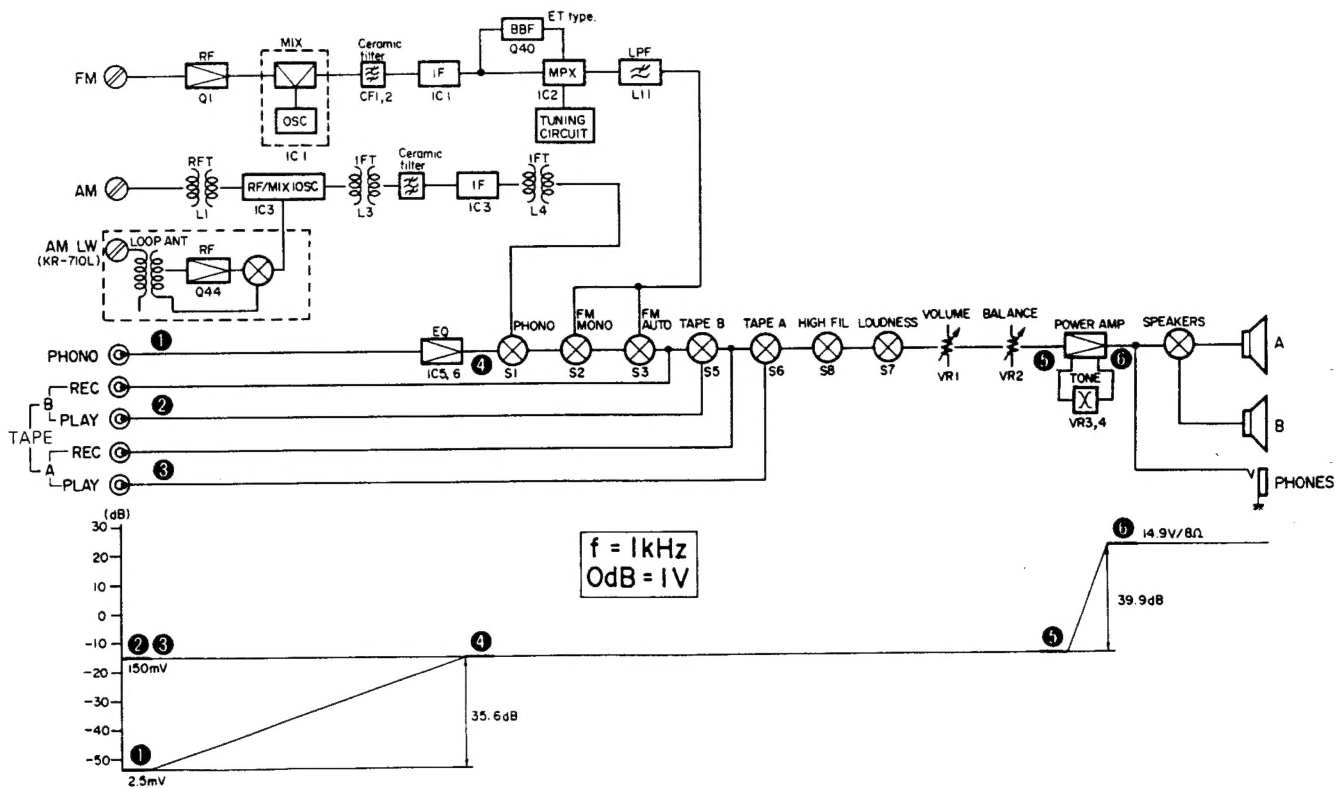 ET type.
BBF
Q40
MIX
RF
Ceramic filter
IF
MPX
LPF
FM
Q1
OSC
IC1
CF1,2
IC1
IC2
L11
TUNING CIRCUIT
RFT
RF/MIX IOSC
IFT
Ceramic filter
IF
IFT
AM
L1
IC3
L3
IC3
L4
AM LW
(KR-710L)
LOOP ANT
RF
Q44
PHONO
1
EQ
IC5, 6
4
PHONO
S1
FM MONO
S2
FM AUTO
S3
TAPE B
S5
TAPE A
S6
HIGH FIL
S8
LOUDNESS
S7
VOLUME
VR1
BALANCE
VR2
5
POWER AMP
6
TONE
VR3, 4
SPEAKERS
A
B
PHONES
TAPE
B
REC
PLAY
2
A
REC
PLAY
3
(dB)
30
20
10
0
-10
-20
-30
-40
-50
f = 1kHz
0dB = 1V
2 3
150mV
1
2.5mV
4
35.6dB
5
6
14.9V/8Ω
39.9dB